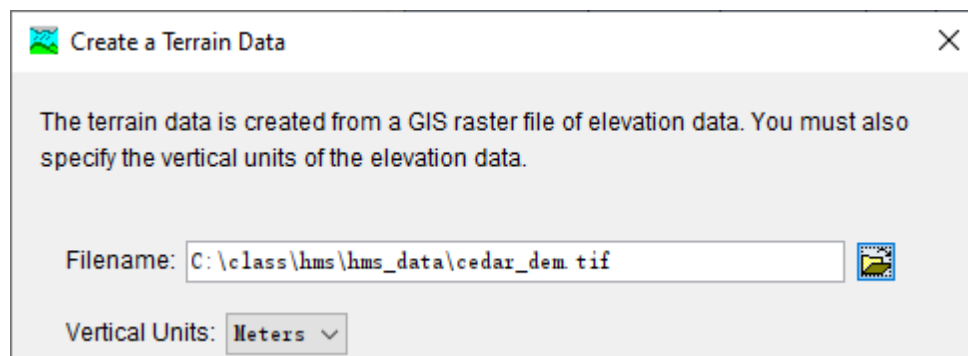 Create a Terrain Data
The terrain data is created from a GIS raster file of elevation data. You must also
specify the vertical units of the elevation data.
Filename: C:\class\hms\hms_data\cedar_dem.tif
Vertical Units: Meters